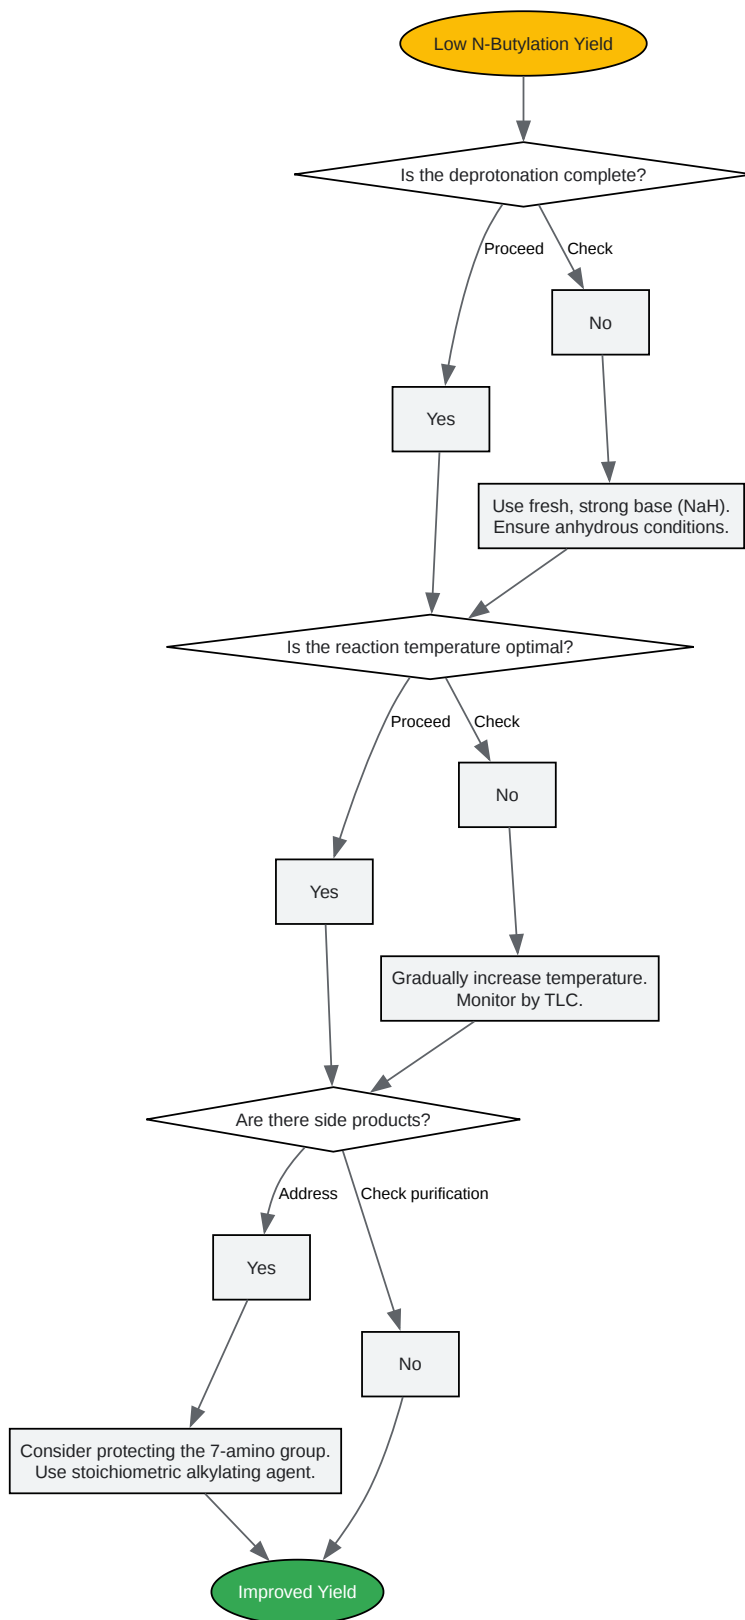 Low N-Butylation Yield
Is the deprotonation complete?
Proceed
Check
No
Yes
Use fresh, strong base (NaH).
Ensure anhydrous conditions.
Is the reaction temperature optimal?
Proceed
Check
No
Yes
Gradually increase temperature.
Monitor by TLC.
Are there side products?
Address
Check purification
Yes
No
Consider protecting the 7-amino group.
Use stoichiometric alkylating agent.
Improved Yield